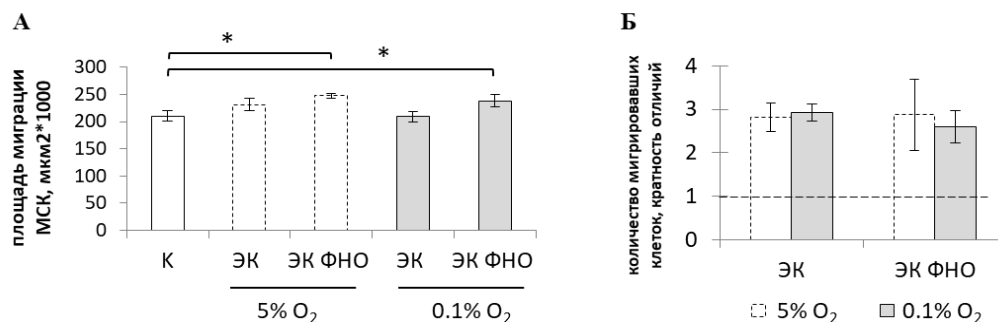 А
*
*
площадь миграции
МСК, мкм2*1000
300
250
200
150
100
50
0
К
ЭК
ЭК ФНО
ЭК
ЭК ФНО
5% O₂
0.1% O₂
Б
количество мигрировавших
клеток, кратность отличий
4
3
2
1
0
ЭК
ЭК ФНО
5% O₂
0.1% O₂